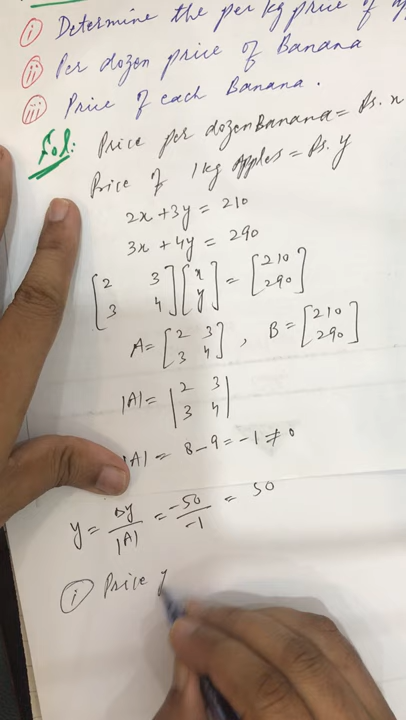 (i) Determine the per kg price of
(ii) Per dozen price of Banana
(iii) Price of each Banana.
Sol: Price per dozen Banana = Rs. x
Price of 1kg Apples = Rs. y
2x + 3y = 210
3x + 4y = 290
[2 3; 3 4] [x; y] = [210; 290]
A = [2 3; 3 4], B = [210; 290]
|A| = |2 3; 3 4|
|A| = 8 - 9 = -1 ≠ 0
y = Dy/|A| = -50/-1 = 50
(i) Price